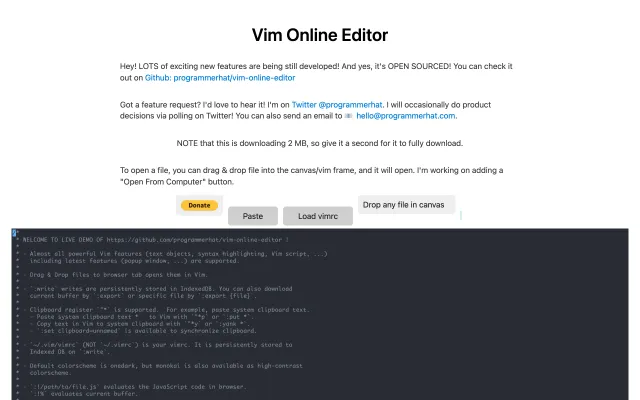 Vim Online Editor
Hey! LOTS of exciting new features are being still developed! And yes, it's OPEN SOURCED! You can check it
out on Github: programmerhat/vim-online-editor
Got a feature request? I'd love to hear it! I'm on Twitter @programmerhat. I will occasionally do product
decisions via polling on Twitter! You can also send an email to 📧 hello@programmerhat.com.
NOTE that this is downloading 2 MB, so give it a second for it to fully download.
To open a file, you can drag & drop file into the canvas/vim frame, and it will open. I'm working on adding a
"Open From Computer" button.
Donate
Paste
Load vimrc
Drop any file in canvas
"*
* WELCOME TO LIVE DEMO OF https://github.com/programmerhat/vim-online-editor !
*
* - Almost all powerful Vim features (text objects, syntax highlighting, Vim script, ...)
*   including latest features (popup window, ...) are supported.
*
* - Drag & Drop files to browser tab opens them in Vim.
*
* - `:write` writes are persistently stored in IndexedDB. You can also download
*   current buffer by `:export` or specific file by `:export {file}`.
*
* - Clipboard register `"*` is supported.  For example, paste system clipboard text.
*   - Paste system clipboard text *   to Vim with `"*p` or `:put *`.
*   - Copy text in Vim to system clipboard with `"*y` or `:yank *`.
*   - `:set clipboard=unnamed` is available to synchronize clipboard.
*
* - `~/.vim/vimrc` (NOT `~/.vimrc`) is your vimrc. It is persistently stored to
*   Indexed DB on `:write`.
*
* - Default colorscheme is onedark, but monokai is also available as high-contrast
*   colorscheme.
*
* - `:!/path/to/file.js` evaluates the JavaScript code in browser.
*   `:!%` evaluates current buffer.